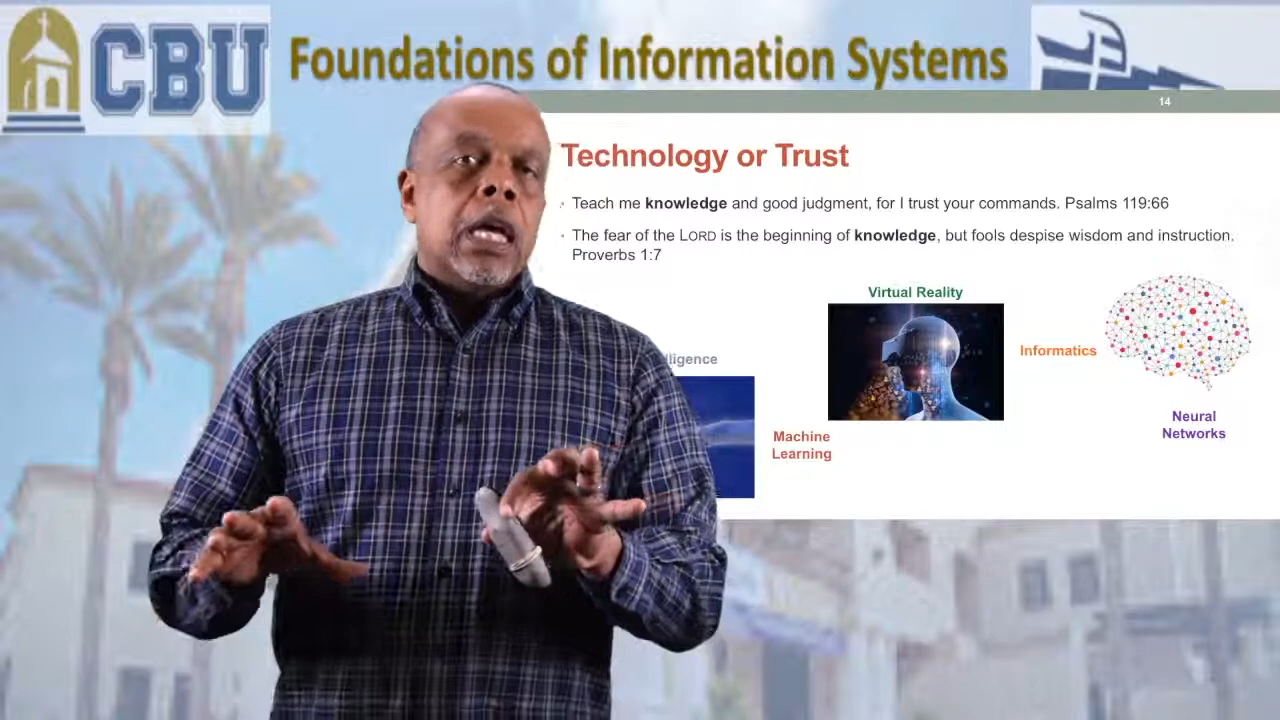 CBU
Foundations of Information Systems
14
Technology or Trust
Teach me knowledge and good judgment, for I trust your commands. Psalms 119:66
The fear of the LORD is the beginning of knowledge, but fools despise wisdom and instruction.
Proverbs 1:7
Virtual Reality
Informatics
lligence
Machine
Learning
Neural
Networks